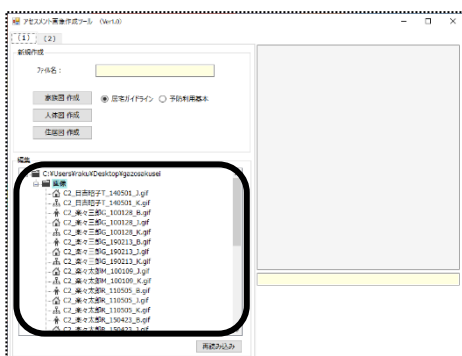 アセスメント画像作成ツール (Ver1.0)
(1) (2)
新規作成
ファイル名：
家族図 作成
居宅ガイドライン
予防利用基本
人体図 作成
住居図 作成
編集
C:¥Users¥raku¥Desktop¥gazosakusei
画像
C2_日吉昭子T_140501_J.gif
C2_日吉昭子T_140501_K.gif
C2_楽々三郎G_100128_B.gif
C2_楽々三郎G_100128_J.gif
C2_楽々三郎G_100128_K.gif
C2_楽々三郎G_190213_B.gif
C2_楽々三郎G_190213_J.gif
C2_楽々三郎G_190213_K.gif
C2_楽々太郎M_100109_J.gif
C2_楽々太郎R_110505_B.gif
C2_楽々太郎R_110505_J.gif
C2_楽々太郎R_110505_K.gif
C2_楽々太郎R_150423_B.gif
C2_楽々太郎R_150423_J.gif
再読み込み